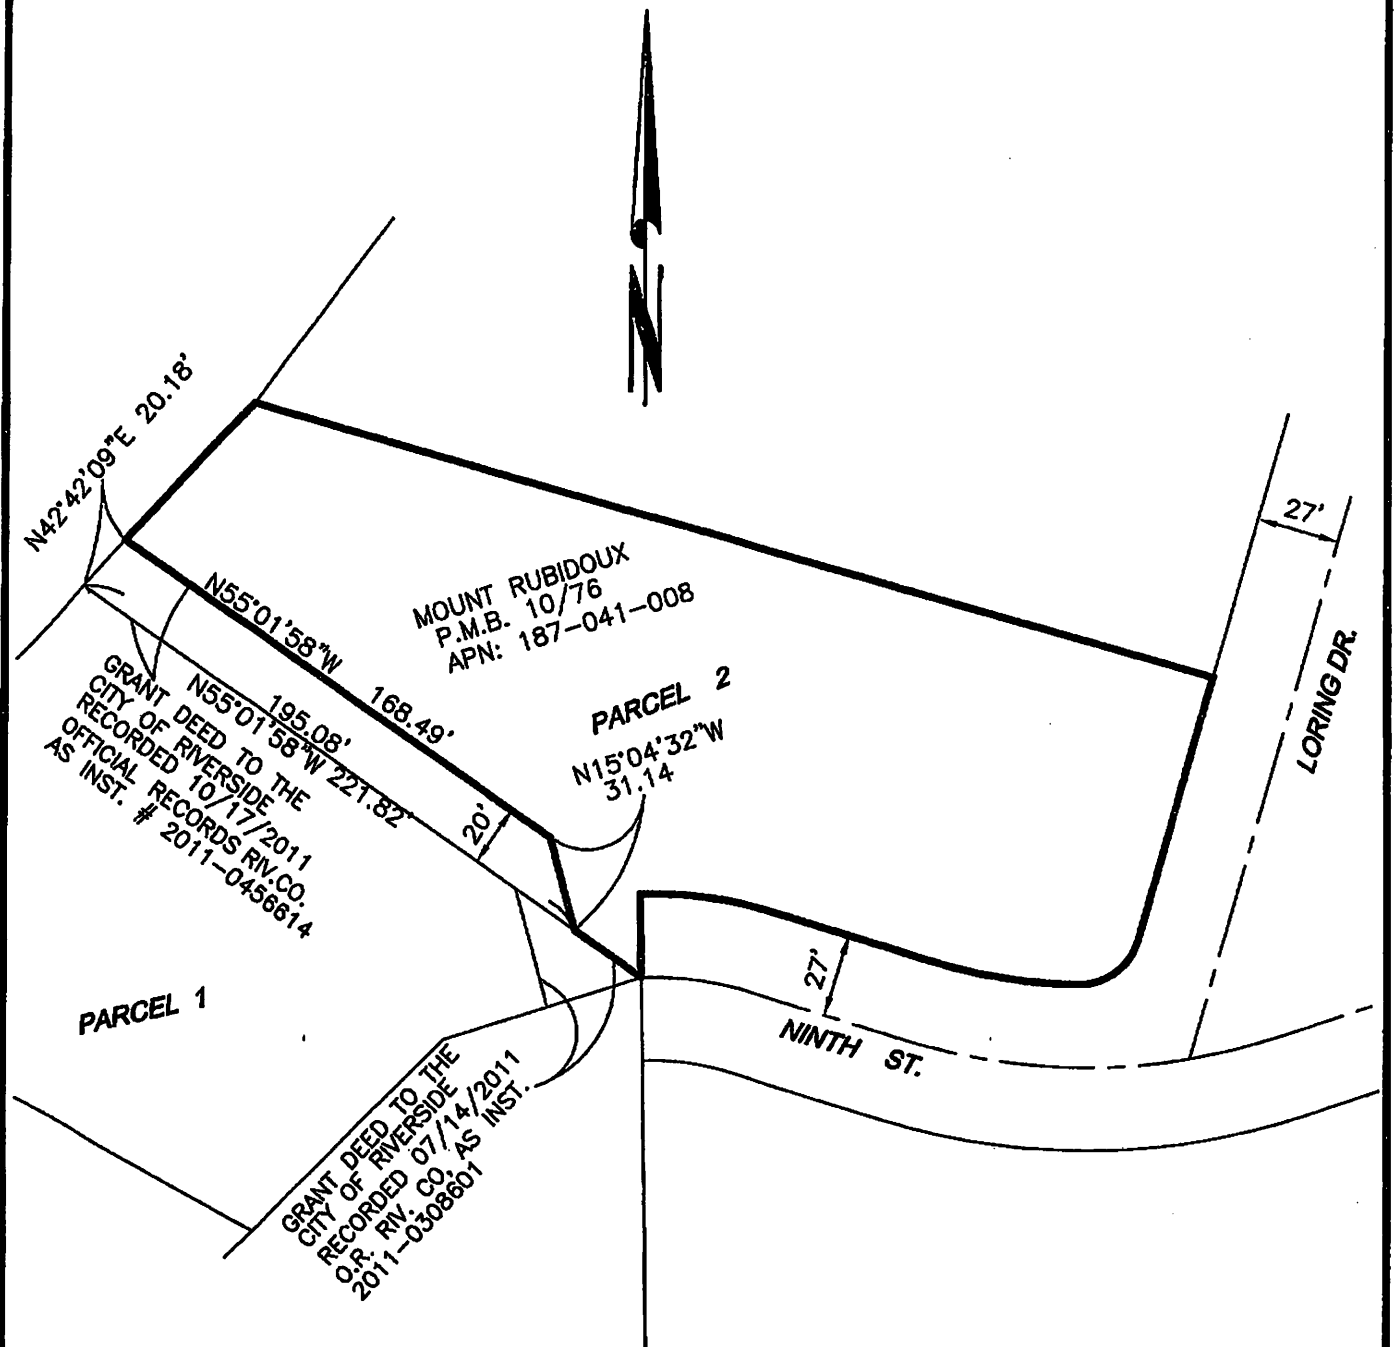 N
N42°42'09"E 20.18'
27'
MOUNT RUBIDOUX
P.M.B. 10/76
APN: 187-041-008
N55°01'58"W 168.49'
PARCEL 2
N15°04'32"W
31.14
LORING DR.
195.08'
N55°01'58"W 221.82'
20'
GRANT DEED TO THE
CITY OF RIVERSIDE
RECORDED 10/17/2011
OFFICIAL RECORDS RIV.CO.
AS INST. # 2011-0456614
27'
PARCEL 1
NINTH ST.
GRANT DEED TO THE
CITY OF RIVERSIDE
RECORDED 07/14/2011
O.R. RIV. CO, AS INST.
2011-0308601